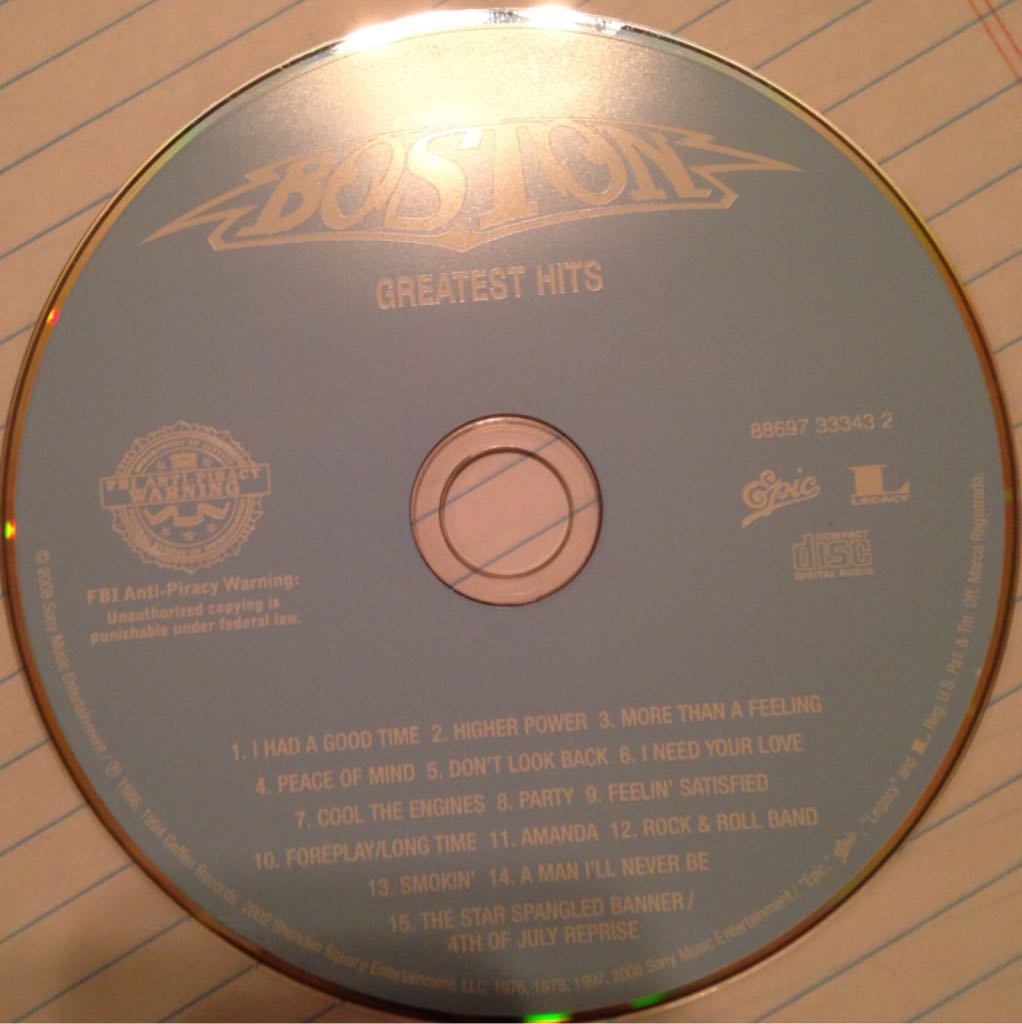 BOSTON
GREATEST HITS
88697 33343 2
Epic
L
LEGACY
FBI ANTI-PIRACY
WARNING
COMPACT
disc
DIGITAL AUDIO
FBI Anti-Piracy Warning:
Unauthorized copying is
punishable under federal law.
1. I HAD A GOOD TIME 2. HIGHER POWER 3. MORE THAN A FEELING
4. PEACE OF MIND 5. DON'T LOOK BACK 6. I NEED YOUR LOVE
7. COOL THE ENGINES 8. PARTY 9. FEELIN' SATISFIED
10. FOREPLAY/LONG TIME 11. AMANDA 12. ROCK & ROLL BAND
13. SMOKIN' 14. A MAN I'LL NEVER BE
15. THE STAR SPANGLED BANNER /
4TH OF JULY REPRISE
© 2008 Sony Music Entertainment / ℗ 1986, 1994 Geffen Records, 2002 Sheridan Square Entertainment, LLC; 1976, 1978, 1997, 2008 Sony Music Entertainment / "Epic," Epic, "Legacy" and L Reg. U.S. Pat. & Tm. Off. Marca Registrada.